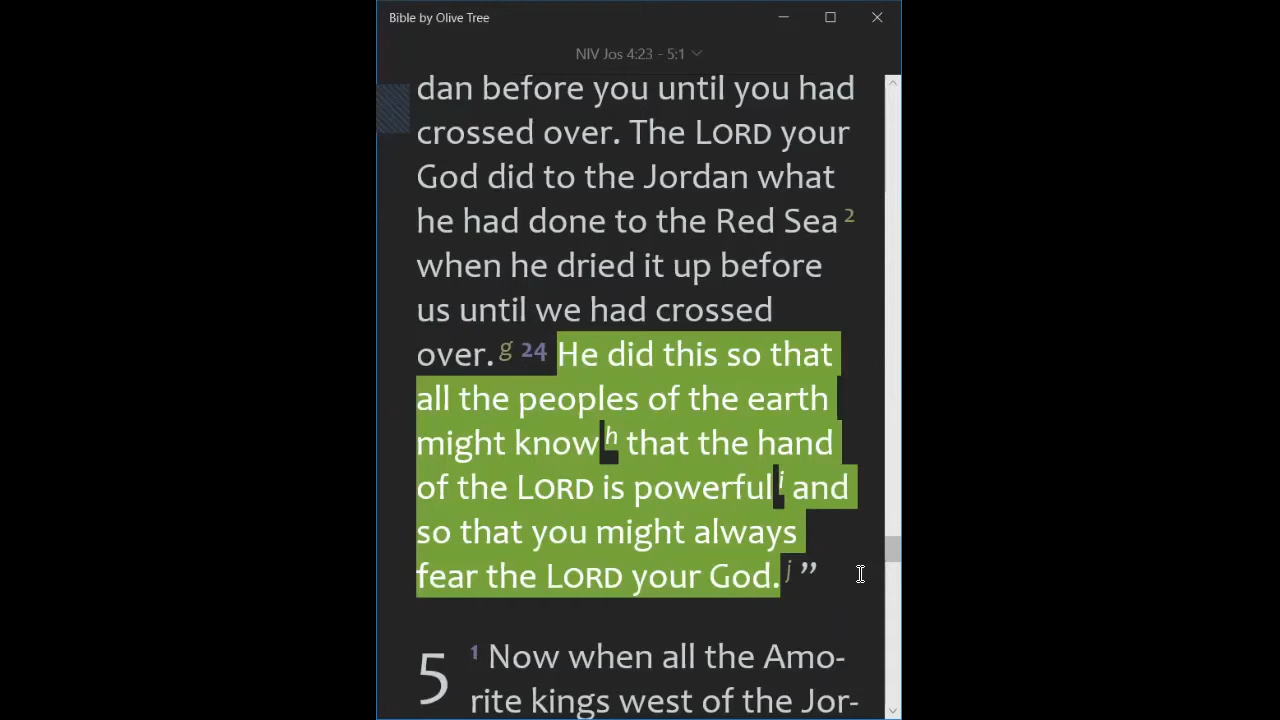 Bible by Olive Tree
NIV Jos 4:23 - 5:1
dan before you until you had
crossed over. The LORD your
God did to the Jordan what
he had done to the Red Sea 2
when he dried it up before
us until we had crossed
over. g 24 He did this so that
all the peoples of the earth
might know h that the hand
of the LORD is powerful i and
so that you might always
fear the LORD your God. j ”
5 1 Now when all the Amo-
rite kings west of the Jor-